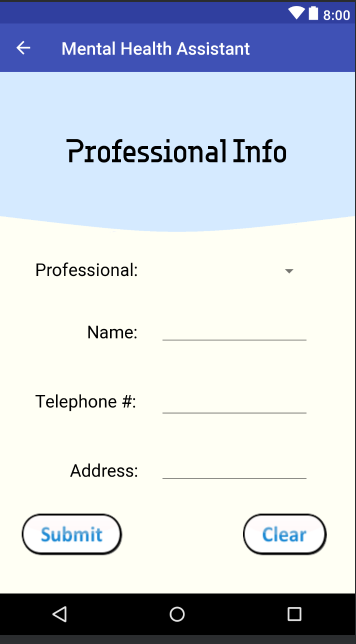 8:00
Mental Health Assistant
Professional Info
Professional:
Name:
Telephone #:
Address:
Submit Clear